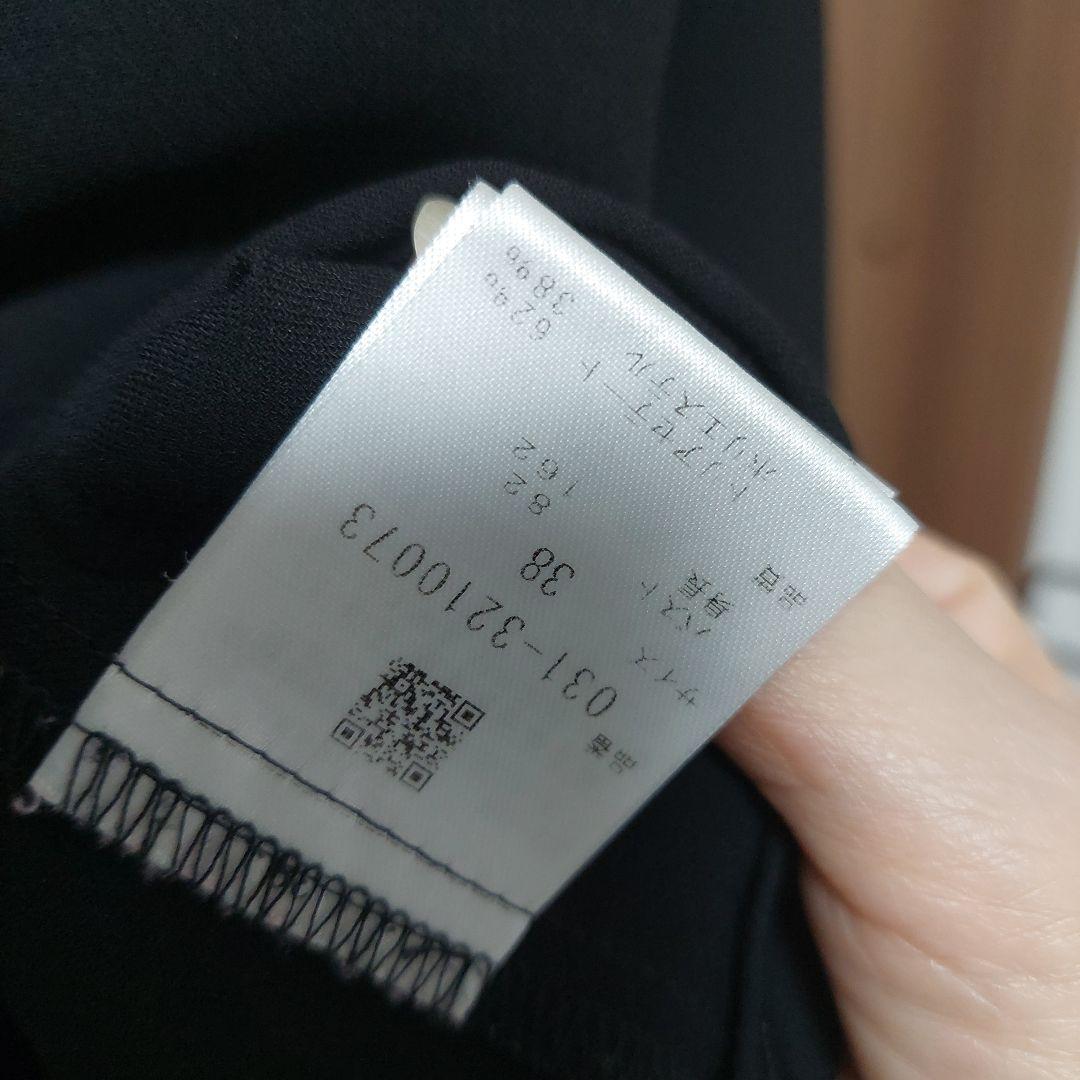 品番 031-3210073
サイズ 38
バスト 82
身長 162
品質
トリアセテート 62%
ポリエステル 38%